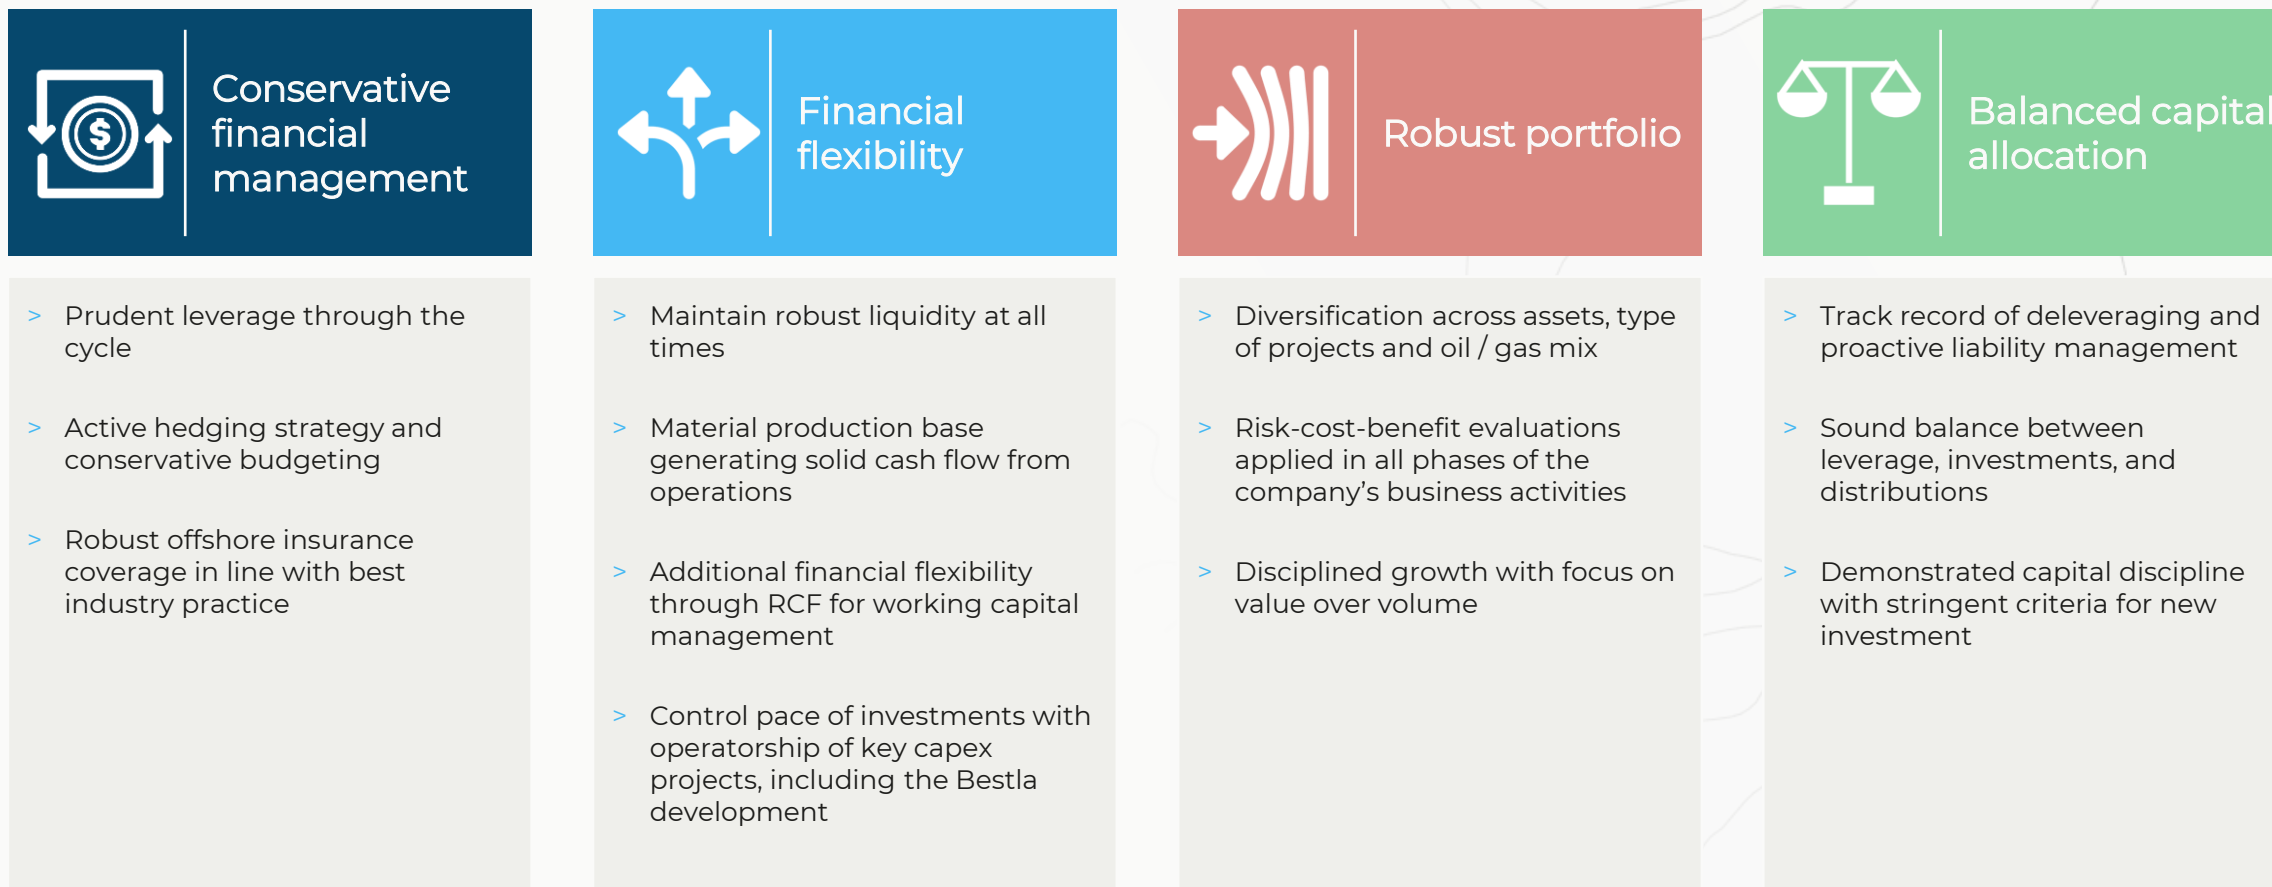 Conservative
financial
management
> Prudent leverage through the
cycle
> Active hedging strategy and
conservative budgeting
> Robust offshore insurance
coverage in line with best
industry practice
Financial
flexibility
> Maintain robust liquidity at all
times
> Material production base
generating solid cash flow from
operations
> Additional financial flexibility
through RCF for working capital
management
> Control pace of investments with
operatorship of key capex
projects, including the Bestla
development
Robust portfolio
> Diversification across assets, type
of projects and oil / gas mix
> Risk-cost-benefit evaluations
applied in all phases of the
company’s business activities
> Disciplined growth with focus on
value over volume
Balanced capital
allocation
> Track record of deleveraging and
proactive liability management
> Sound balance between
leverage, investments, and
distributions
> Demonstrated capital discipline
with stringent criteria for new
investment
$